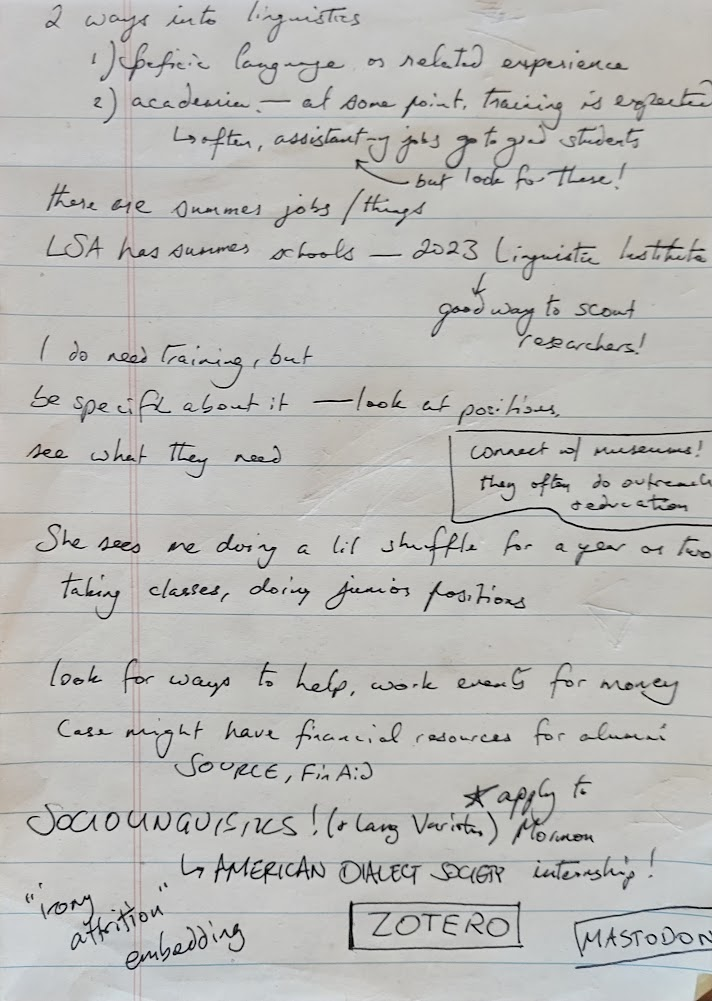 2 ways into linguistics
1) specific language or related experience
2) academia — at some point, training is expected
↳ often, assistant-y jobs go to grad students
but look for these!
there are summer jobs/things
LSA has summer schools — 2023 Linguistic Institute
good way to scout
researchers!
I do need training, but
be specific about it — look at positions,
see what they need
connect w/ museums!
they often do outreach
+ education
She sees me doing a lil shuffle for a year or two
taking classes, doing junior positions
look for ways to help, work events for money
Case might have financial resources for alumni
SOURCE, FinAid
★ apply to
SOCIOLINGUISTICS! (+ Lang Varieties) Mormon
↳ AMERICAN DIALECT SOCIETY internship!
"irony
attrition"
embedding
ZOTERO
MASTODON